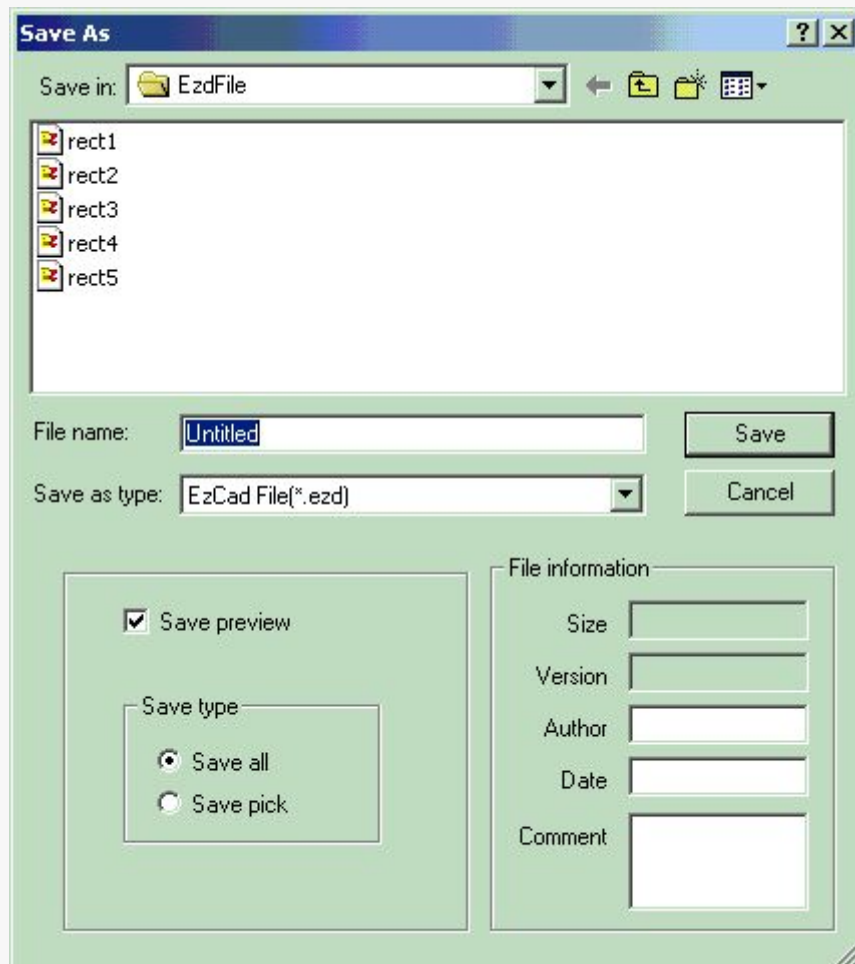 Save As
Save in: EzdFile
rect1
rect2
rect3
rect4
rect5
File name: Untitled Save
Save as type: EzCad File(*.ezd) Cancel
File information
Save preview
Size
Version
Save type
Author
Save all
Date
Save pick
Comment